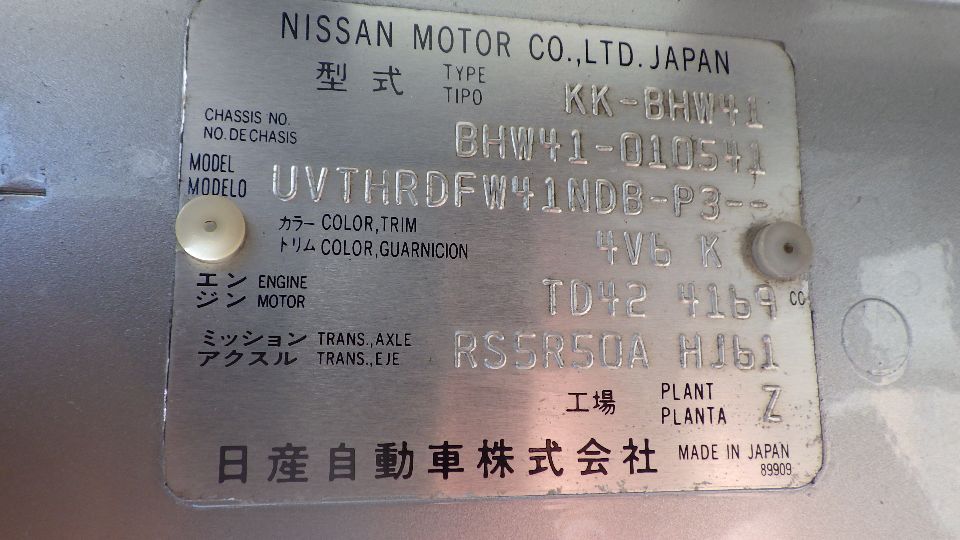 NISSAN MOTOR CO.,LTD. JAPAN
型式 TYPE TIPO KK-BHW41
CHASSIS NO. NO. DE CHASIS BHW41-010541
MODEL MODELO UVTHRDFW41NDB-P3--
カラー COLOR,TRIM
トリム COLOR,GUARNICION 4V6 K
エンジン ENGINE MOTOR TD42 4169 CC
ミッション TRANS.,AXLE
アクスル TRANS.,EJE RS5R50A HJ61
工場 PLANT PLANTA Z
日産自動車株式会社 MADE IN JAPAN
89909